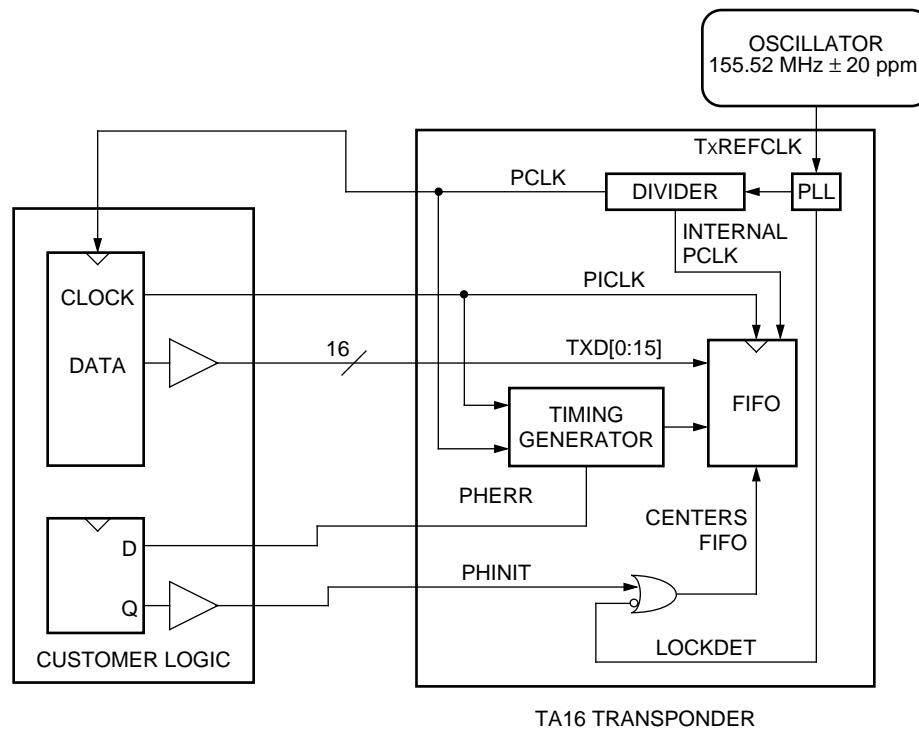 OSCILLATOR
155.52 MHz ± 20 ppm
TxREFCLK
PCLK
DIVIDER
PLL
INTERNAL
PCLK
CLOCK
PICLK
DATA
16
TXD[0:15]
FIFO
TIMING
GENERATOR
PHERR
CENTERS
FIFO
D
PHINIT
Q
LOCKDET
CUSTOMER LOGIC
TA16 TRANSPONDER